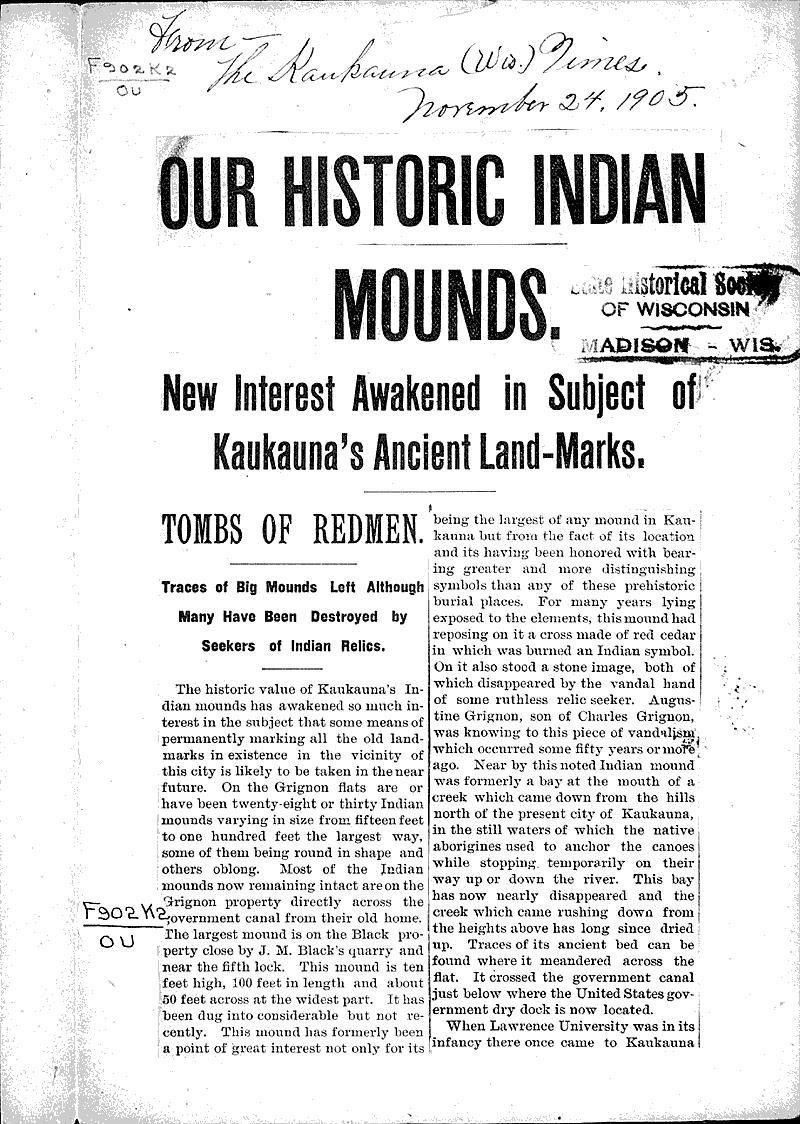 From—
The Kaukauna (Wis.) Times.
November 24, 1905.
F902K2
OU
OUR HISTORIC INDIAN
MOUNDS.
State Historical Society
OF WISCONSIN
MADISON - WIS.
New Interest Awakened in Subject of
Kaukauna's Ancient Land-Marks.
TOMBS OF REDMEN.
Traces of Big Mounds Left Although
Many Have Been Destroyed by
Seekers of Indian Relics.
The historic value of Kaukauna's In-
dian mounds has awakened so much in-
terest in the subject that some means of
permanently marking all the old land-
marks in existence in the vicinity of
this city is likely to be taken in the near
future. On the Grignon flats are or
have been twenty-eight or thirty Indian
mounds varying in size from fifteen feet
to one hundred feet the largest way,
some of them being round in shape and
others oblong. Most of the Indian
mounds now remaining intact are on the
Grignon property directly across the
government canal from their old home.
The largest mound is on the Black pro-
perty close by J. M. Black's quarry and
near the fifth lock. This mound is ten
feet high, 100 feet in length and about
50 feet across at the widest part. It has
been dug into considerable but not re-
cently. This mound has formerly been
a point of great interest not only for its
F902K2
OU
being the largest of any mound in Kau-
kauna but from the fact of its location
and its having been honored with bear-
ing greater and more distinguishing
symbols than any of these prehistoric
burial places. For many years lying
exposed to the elements, this mound had
reposing on it a cross made of red cedar
in which was burned an Indian symbol.
On it also stood a stone image, both of
which disappeared by the vandal hand
of some ruthless relic seeker. Augus-
tine Grignon, son of Charles Grignon,
was knowing to this piece of vandalism
which occurred some fifty years or more
ago. Near by this noted Indian mound
was formerly a bay at the mouth of a
creek which came down from the hills
north of the present city of Kaukauna,
in the still waters of which the native
aborigines used to anchor the canoes
while stopping temporarily on their
way up or down the river. This bay
has now nearly disappeared and the
creek which came rushing down from
the heights above has long since dried
up. Traces of its ancient bed can be
found where it meandered across the
flat. It crossed the government canal
just below where the United States gov-
ernment dry dock is now located.
When Lawrence University was in its
infancy there once came to Kaukauna